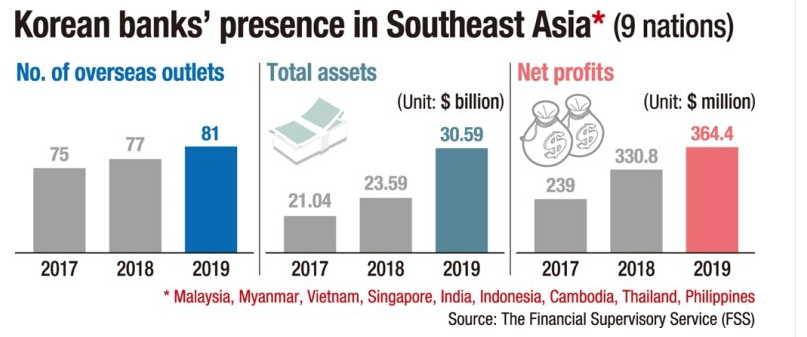 Korean banks' presence in Southeast Asia* (9 nations)
No. of overseas outlets
75
77
81
2017
2018
2019
Total assets
(Unit: $ billion)
21.04
23.59
30.59
2017
2018
2019
Net profits
(Unit: $ million)
$
$
239
330.8
364.4
2017
2018
2019
* Malaysia, Myanmar, Vietnam, Singapore, India, Indonesia, Cambodia, Thailand, Philippines
Source: The Financial Supervisory Service (FSS)